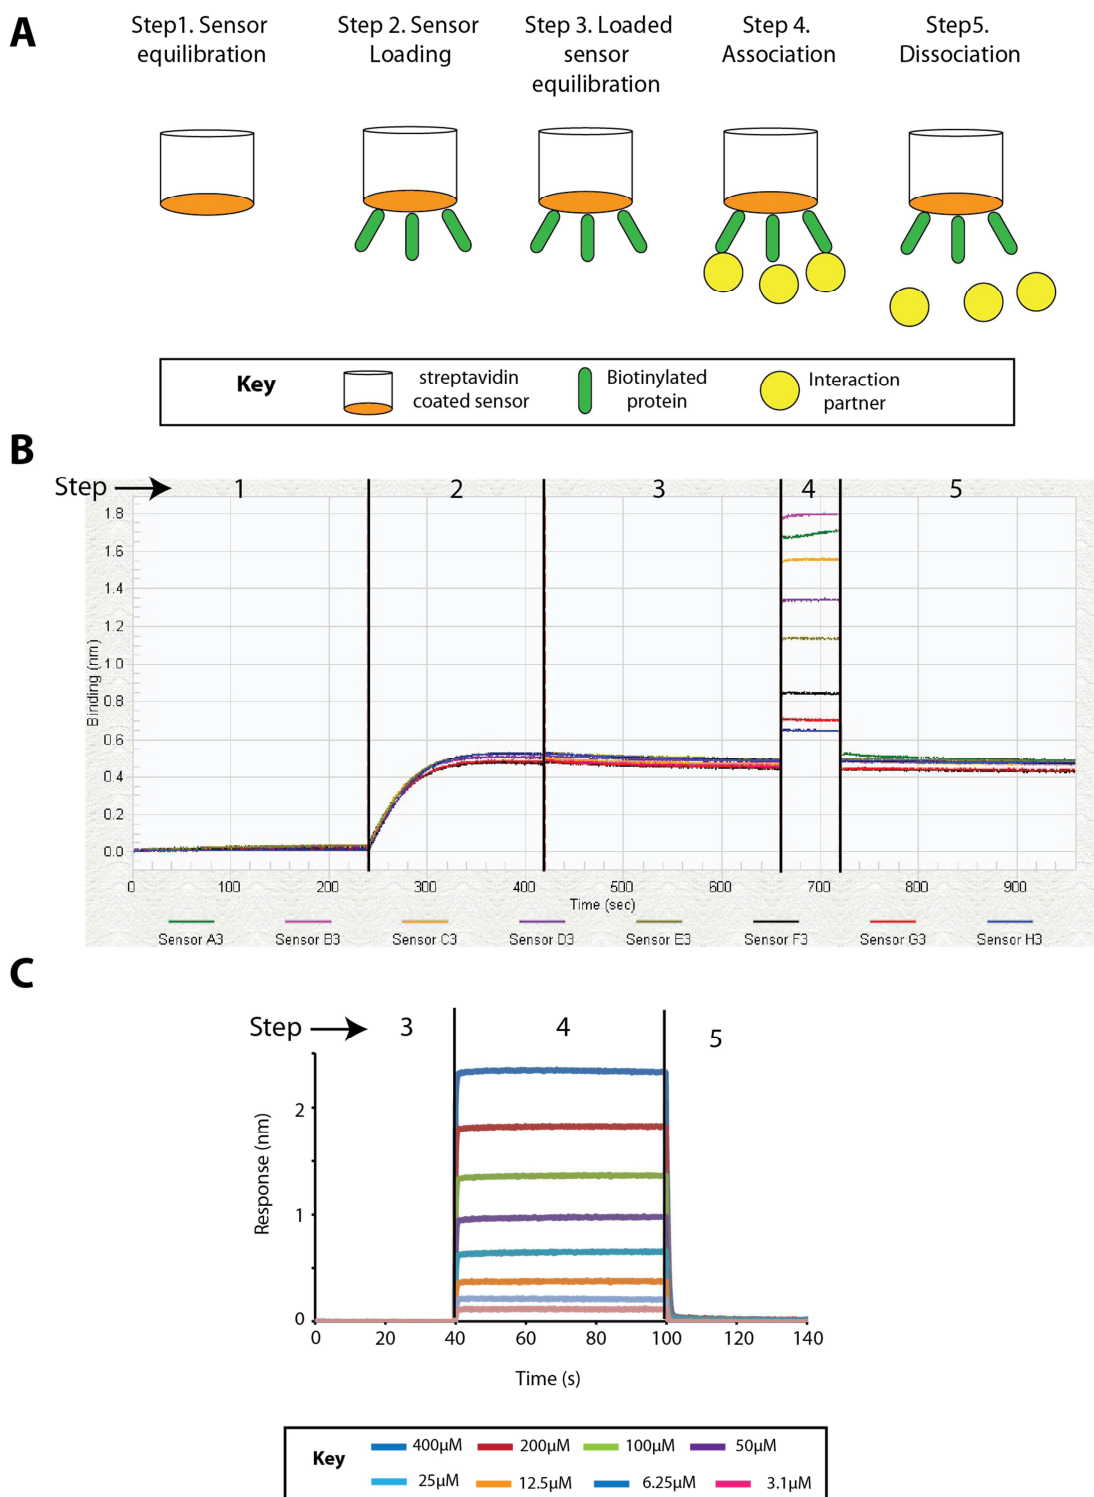 A
Step1. Sensor equilibration
Step 2. Sensor Loading
Step 3. Loaded sensor equilibration
Step 4. Association
Step5. Dissociation
Key
streptavidin coated sensor
Biotinylated protein
Interaction partner
B
Step 1 2 3 4 5
1.8
1.6
1.4
1.2
1.0
0.8
0.6
0.4
0.2
0.0
Binding (nm)
0 100 200 300 400 500 600 700 800 900
Time (sec)
Sensor A3 Sensor B3 Sensor C3 Sensor D3 Sensor E3 Sensor F3 Sensor G3 Sensor H3
C
Step 3 4 5
2
1
0
Response (nm)
0 20 40 60 80 100 120 140
Time (s)
Key
400μM 200μM 100μM 50μM
25μM 12.5μM 6.25μM 3.1μM